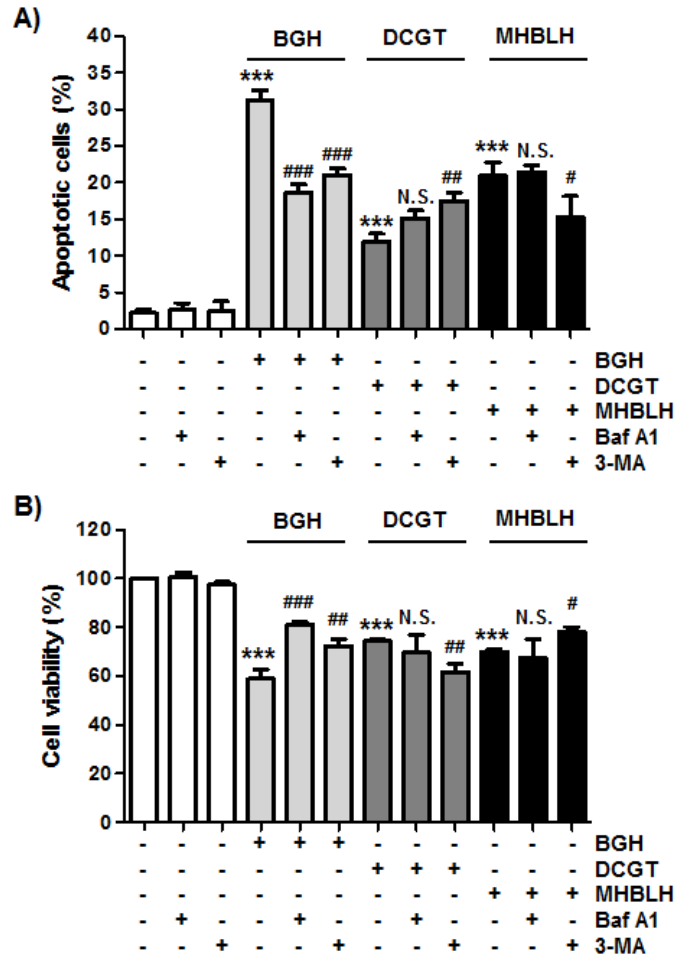 A)
BGH DCGT MHBLH
Apoptotic cells (%)
40
35
30
25
20
15
10
5
0
*** ### ### *** N.S. ## *** N.S. #
- - - + + + - - - - - - BGH
- - - - - - + + + - - - DCGT
- - - - - - - - - + + + MHBLH
- + - - + - - + - - + - Baf A1
- - + - - + - - + - - + 3-MA
B)
BGH DCGT MHBLH
Cell viability (%)
120
100
80
60
40
20
0
*** ### ## *** N.S. ## *** N.S. #
- - - + + + - - - - - - BGH
- - - - - - + + + - - - DCGT
- - - - - - - - - + + + MHBLH
- + - - + - - + - - + - Baf A1
- - + - - + - - + - - + 3-MA